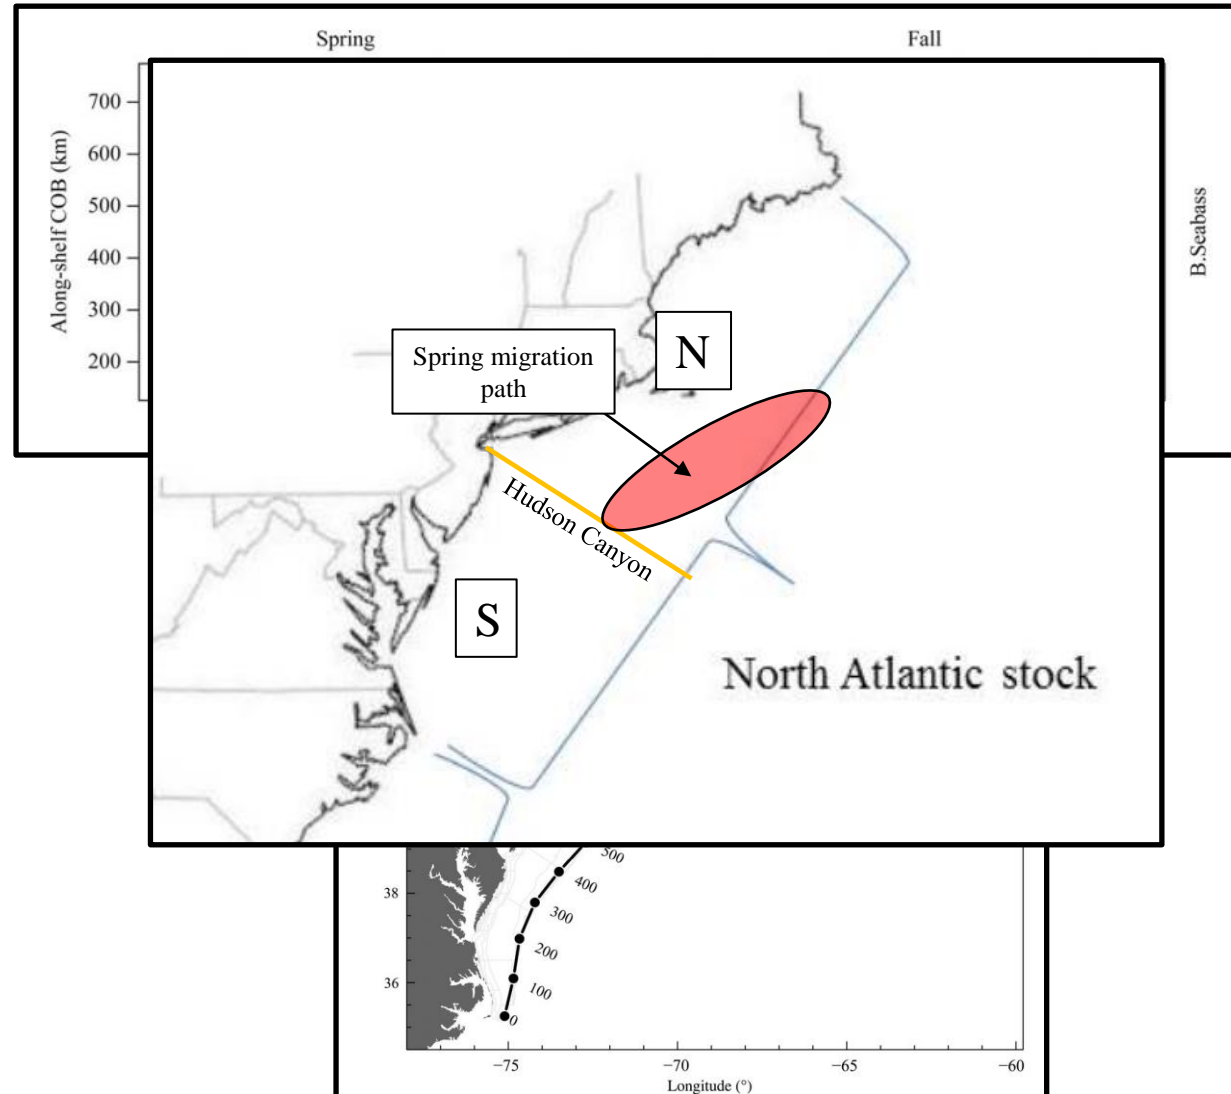 Spring
Fall
Along-shelf COB (km)
700
600
500
400
300
200
B.Seabass
Spring migration
path
N
Hudson Canyon
S
North Atlantic stock
500
400
300
200
100
0
38
36
−75
−70
−65
−60
Longitude (°)